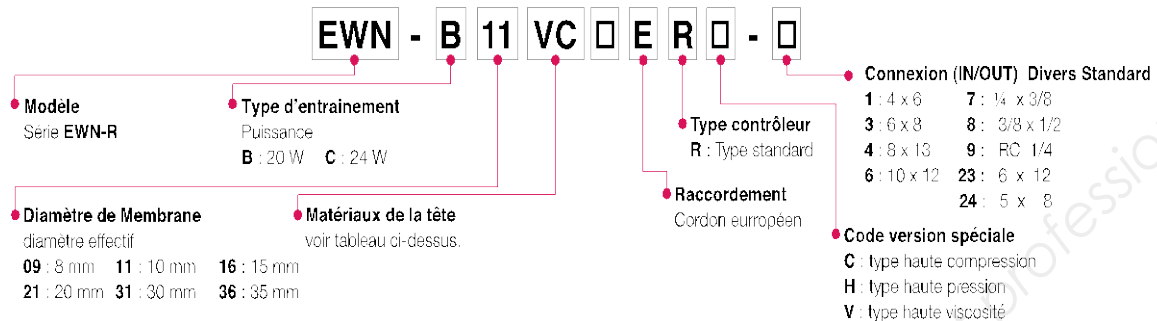 EWN - B 11 VC □ E R □ - □
Modèle
Série EWN-R
Type d'entrainement
Puissance
B : 20 W C : 24 W
Diamètre de Membrane
diamètre effectif
09 : 8 mm 11 : 10 mm 16 : 15 mm
21 : 20 mm 31 : 30 mm 36 : 35 mm
Matériaux de la tête
voir tableau ci-dessus.
Type contrôleur
R : Type standard
Raccordement
Cordon européen
Connexion (IN/OUT) Divers Standard
1 : 4 x 6 7 : ¼ x 3/8
3 : 6 x 8 8 : 3/8 x 1/2
4 : 8 x 13 9 : RC 1/4
6 : 10 x 12 23 : 6 x 12
24 : 5 x 8
Code version spéciale
C : type haute compression
H : type haute pression
V : type haute viscosité
professio